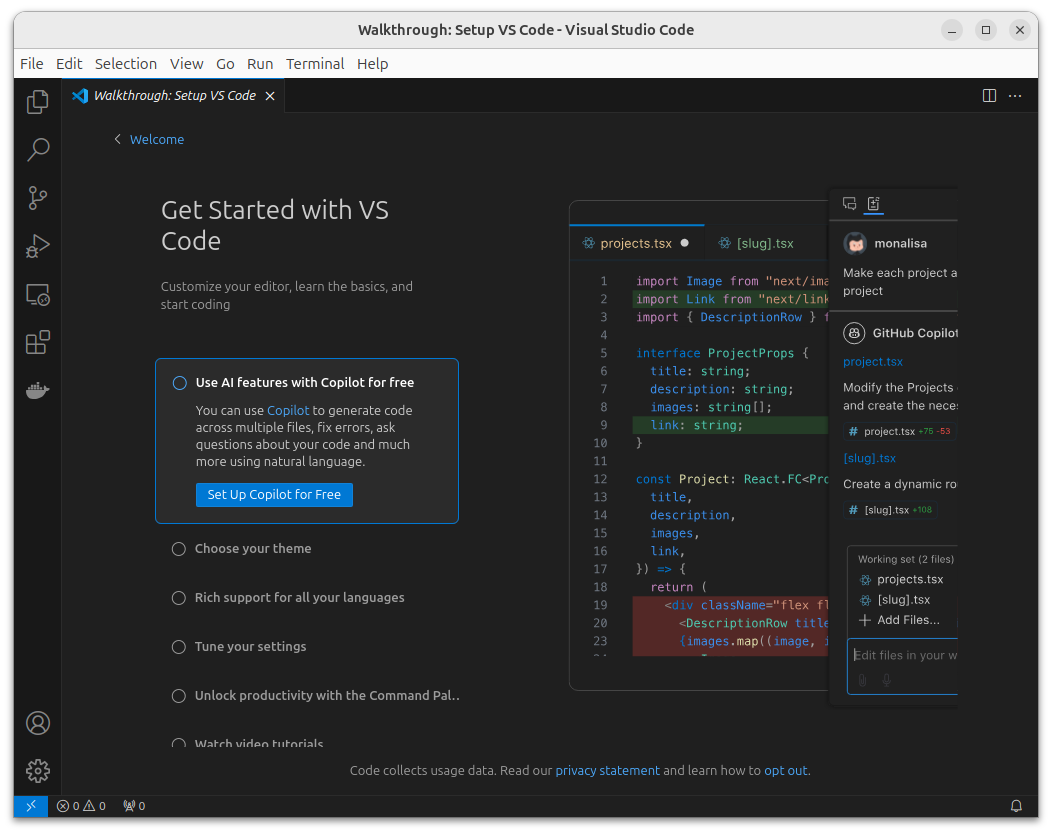 Walkthrough: Setup VS Code - Visual Studio Code
File Edit Selection View Go Run Terminal Help
Walkthrough: Setup VS Code
Welcome
Get Started with VS
Code
Customize your editor, learn the basics, and
start coding
Use AI features with Copilot for free
You can use Copilot to generate code
across multiple files, fix errors, ask
questions about your code and much
more using natural language.
Set Up Copilot for Free
Choose your theme
Rich support for all your languages
Tune your settings
Unlock productivity with the Command Pal..
Watch video tutorials
projects.tsx [slug].tsx
1 import Image from "next/ima
2 import Link from "next/link
3 import { DescriptionRow } f
4
5 interface ProjectProps {
6 title: string;
7 description: string;
8 images: string[];
9 link: string;
10 }
11
12 const Project: React.FC<Pro
13 title,
14 description,
15 images,
16 link,
17 }) => {
18 return (
19 <div className="flex fl
20 <DescriptionRow title
23 {images.map((image, i
monalisa
Make each project a
project
GitHub Copilot
project.tsx
Modify the Projects
and create the neces
# project.tsx +75 -53
[slug].tsx
Create a dynamic ro
# [slug].tsx +108
Working set (2 files)
projects.tsx
[slug].tsx
Add Files...
Edit files in your w
Code collects usage data. Read our privacy statement and learn how to opt out.
0 0 0